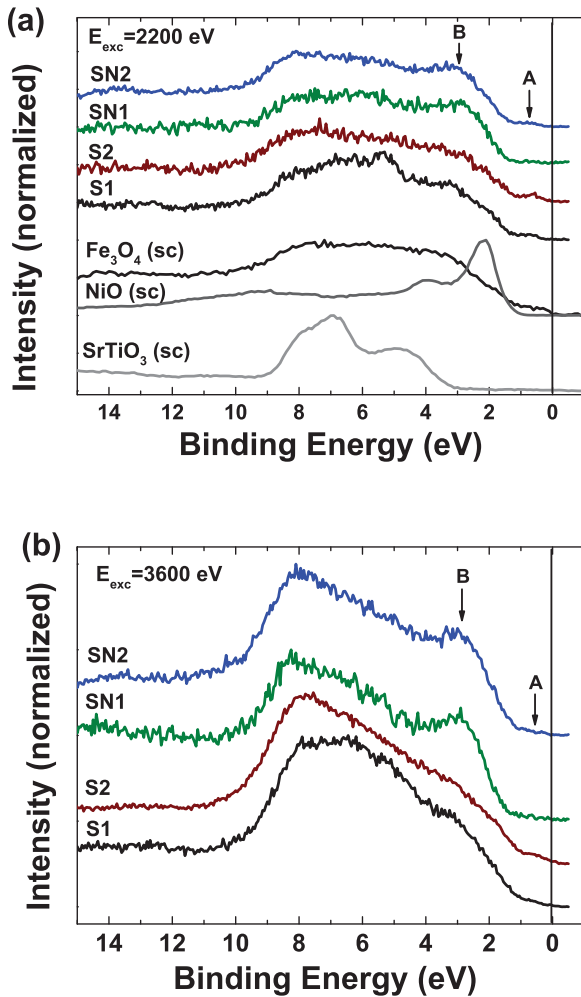 (a)
E_exc=2200 eV
B
A
SN2
SN1
S2
S1
Fe₃O₄ (sc)
NiO (sc)
SrTiO₃ (sc)
Intensity (normalized)
15 14 12 10 8 6 4 2 0
Binding Energy (eV)
(b)
E_exc=3600 eV
B
A
SN2
SN1
S2
S1
Intensity (normalized)
15 14 12 10 8 6 4 2 0
Binding Energy (eV)